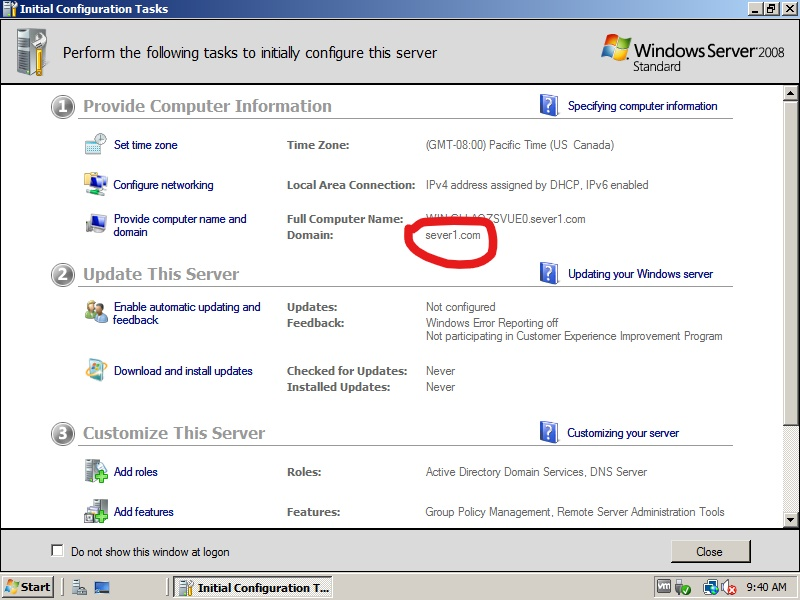 Initial Configuration Tasks
Perform the following tasks to initially configure this server
Windows Server 2008
Standard
1 Provide Computer Information
Specifying computer information
Set time zone
Time Zone:
(GMT-08:00) Pacific Time (US Canada)
Configure networking
Local Area Connection:
IPv4 address assigned by DHCP, IPv6 enabled
Provide computer name and
domain
Full Computer Name:
Domain:
sever1.com
2 Update This Server
Updating your Windows server
Enable automatic updating and
feedback
Updates:
Not configured
Feedback:
Windows Error Reporting off
Not participating in Customer Experience Improvement Program
Download and install updates
Checked for Updates:
Never
Installed Updates:
Never
3 Customize This Server
Customizing your server
Add roles
Roles:
Active Directory Domain Services, DNS Server
Add features
Features:
Group Policy Management, Remote Server Administration Tools
Do not show this window at logon
Close
Start
Initial Configuration T...
vm
9:40 AM